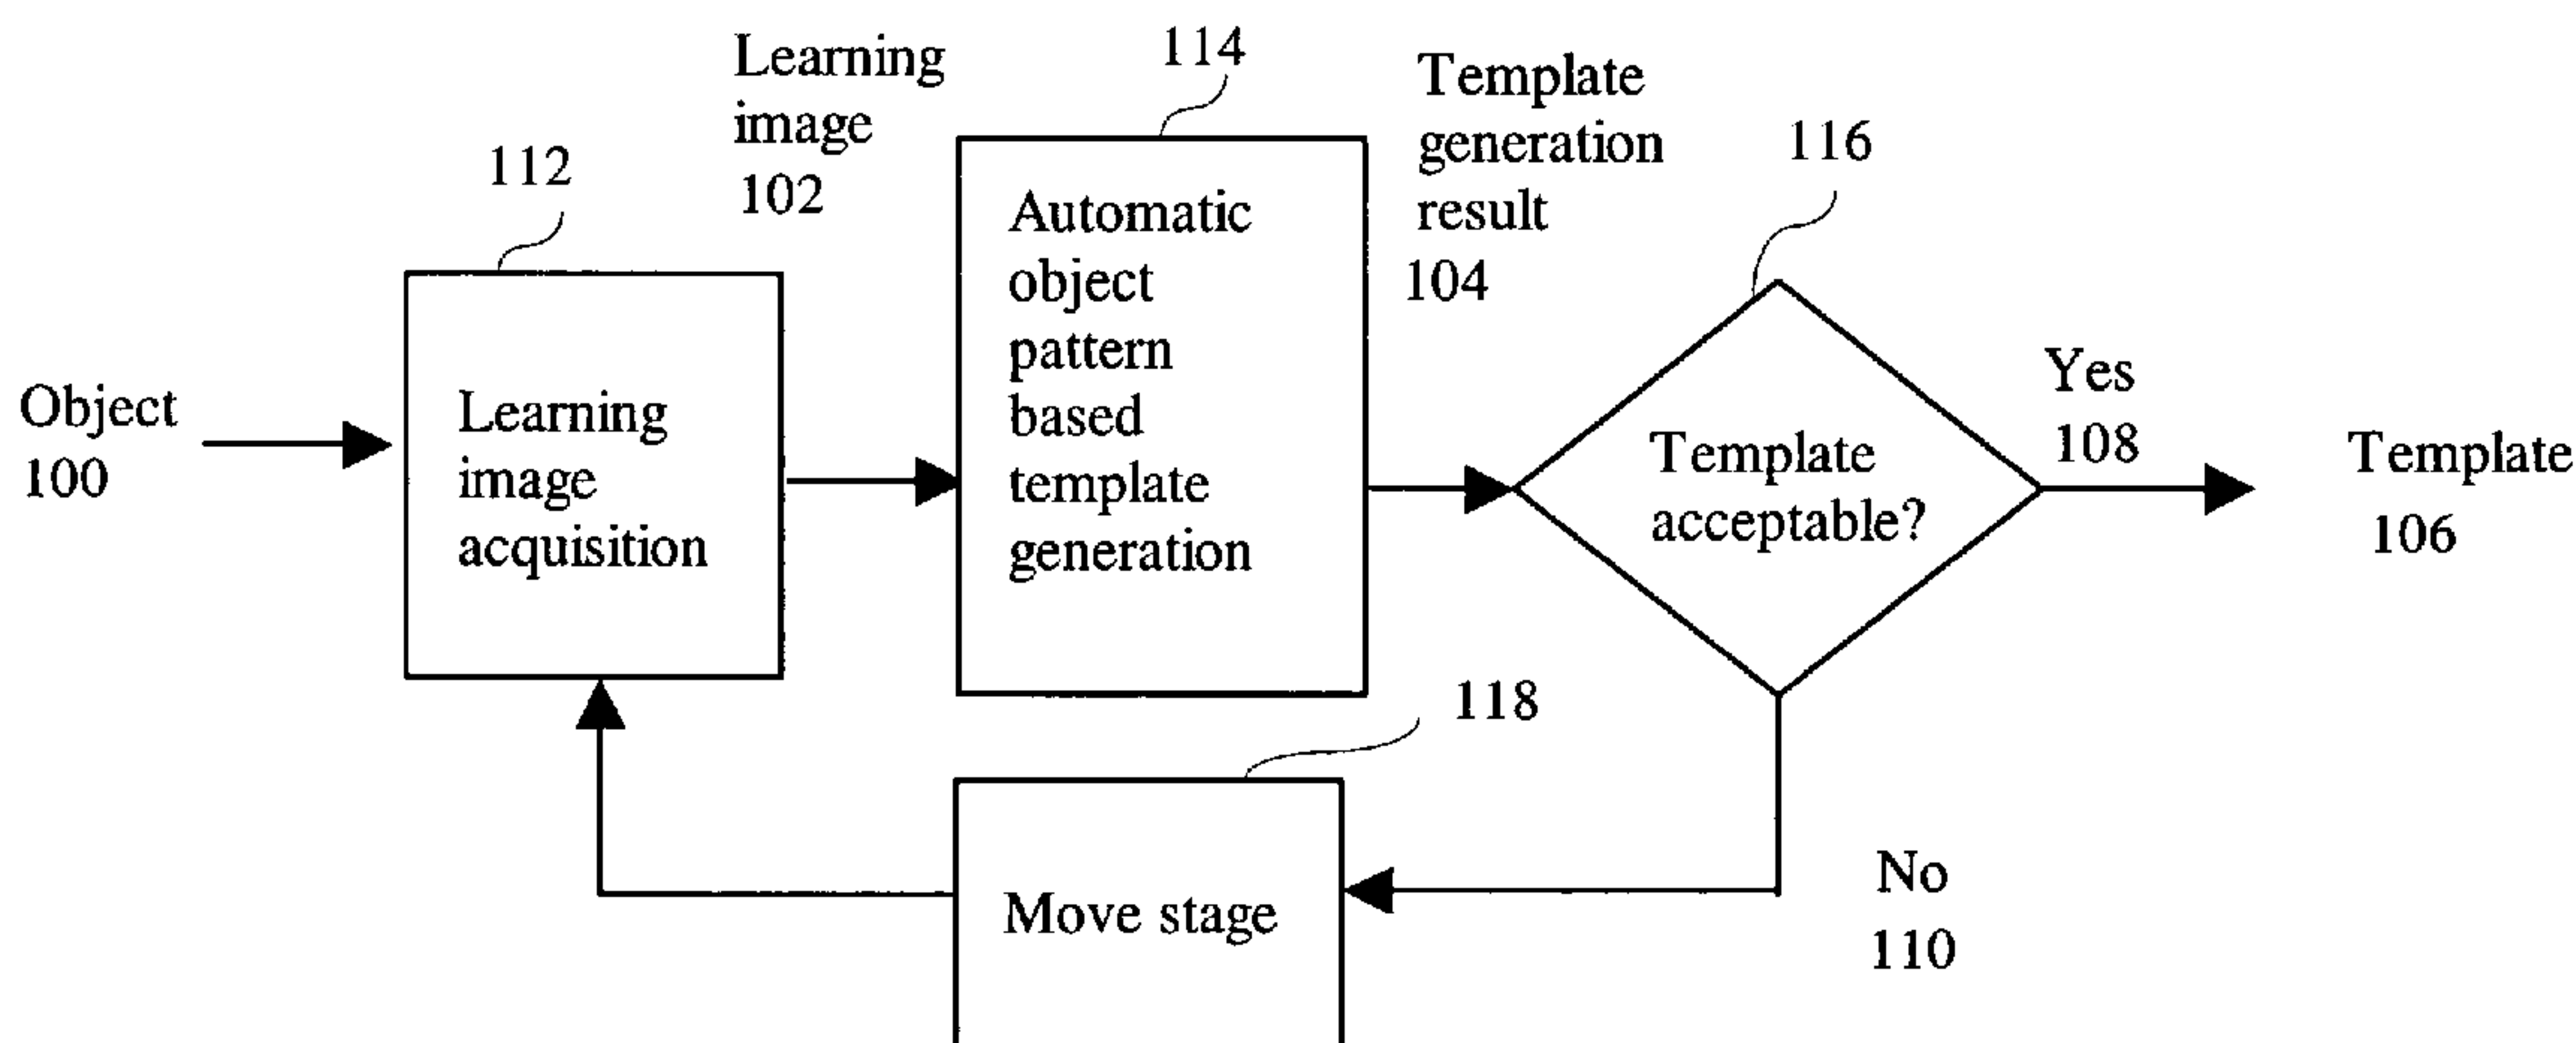 Object
100
112
Learning
image
acquisition
Learning
image
102
114
Automatic
object
pattern
based
template
generation
Template
generation
result
104
116
Template
acceptable?
Yes
108
Template
106
No
110
118
Move stage